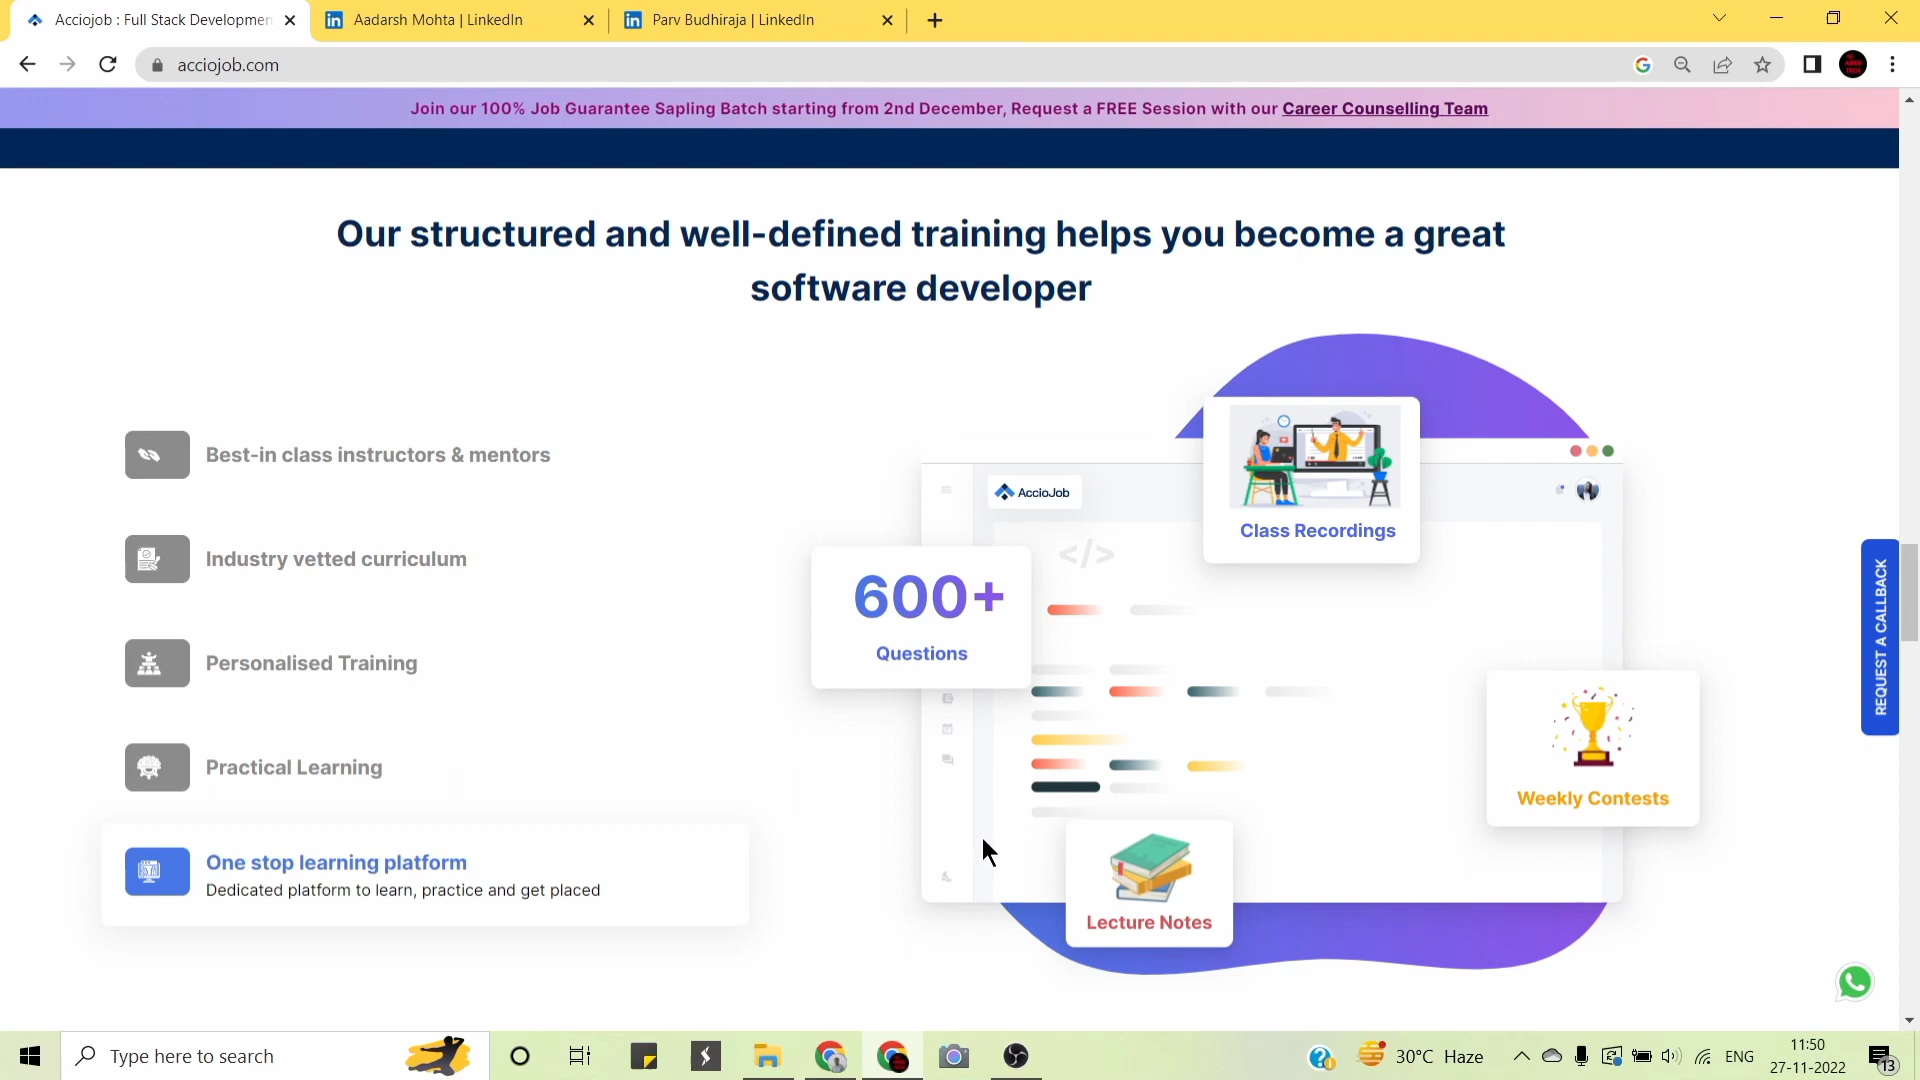 Acciojob : Full Stack Developmen
Aadarsh Mohta | LinkedIn
Parv Budhiraja | LinkedIn
acciojob.com
Join our 100% Job Guarantee Sapling Batch starting from 2nd December, Request a FREE Session with our Career Counselling Team
Our structured and well-defined training helps you become a great
software developer
Best-in class instructors & mentors
Industry vetted curriculum
Personalised Training
Practical Learning
One stop learning platform
Dedicated platform to learn, practice and get placed
AccioJob
Class Recordings
</>
600+
Questions
Weekly Contests
Lecture Notes
REQUEST A CALLBACK
Type here to search
30°C Haze
ENG
11:50
27-11-2022
13